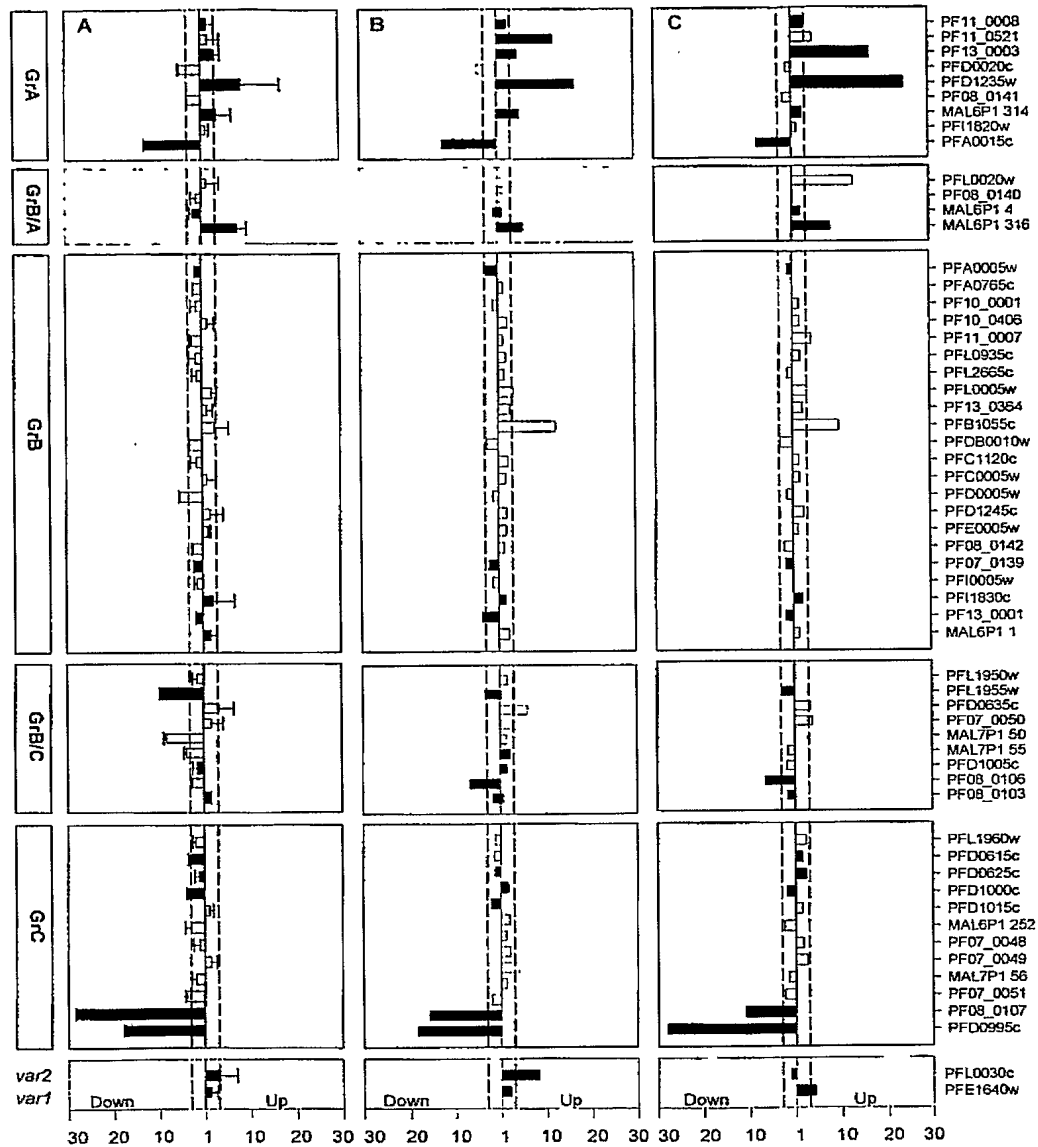 A
B
C
GrA
PF11_0008
PF11_0521
PF13_0003
PFD0020c
PFD1235w
PF08_0141
MAL6P1 314
PFI1820w
PFA0015c
GrB/A
PFL0020w
PF08_0140
MAL6P1 4
MAL6P1 316
GrB
PFA0005w
PFA0765c
PF10_0001
PF10_0406
PF11_0007
PFL0935c
PFL2665c
PFL0005w
PF13_0364
PFB1055c
PFDB0010w
PFC1120c
PFC0005w
PFD0005w
PFD1245c
PFE0005w
PF08_0142
PF07_0139
PFI0005w
PFI1830c
PF13_0001
MAL6P1 1
GrB/C
PFL1950w
PFL1955w
PFD0635c
PF07_0050
MAL7P1 50
MAL7P1 55
PFD1005c
PF08_0106
PF08_0103
GrC
PFL1960w
PFD0615c
PFD0625c
PFD1000c
PFD1015c
MAL6P1 252
PF07_0048
PF07_0049
MAL7P1 56
PF07_0051
PF08_0107
PFD0995c
var2
PFL0030c
var1
PFE1640w
Down Up Down Up Down Up
30 20 10 1 10 20 30 20 10 1 10 20 30 20 10 1 10 20 30